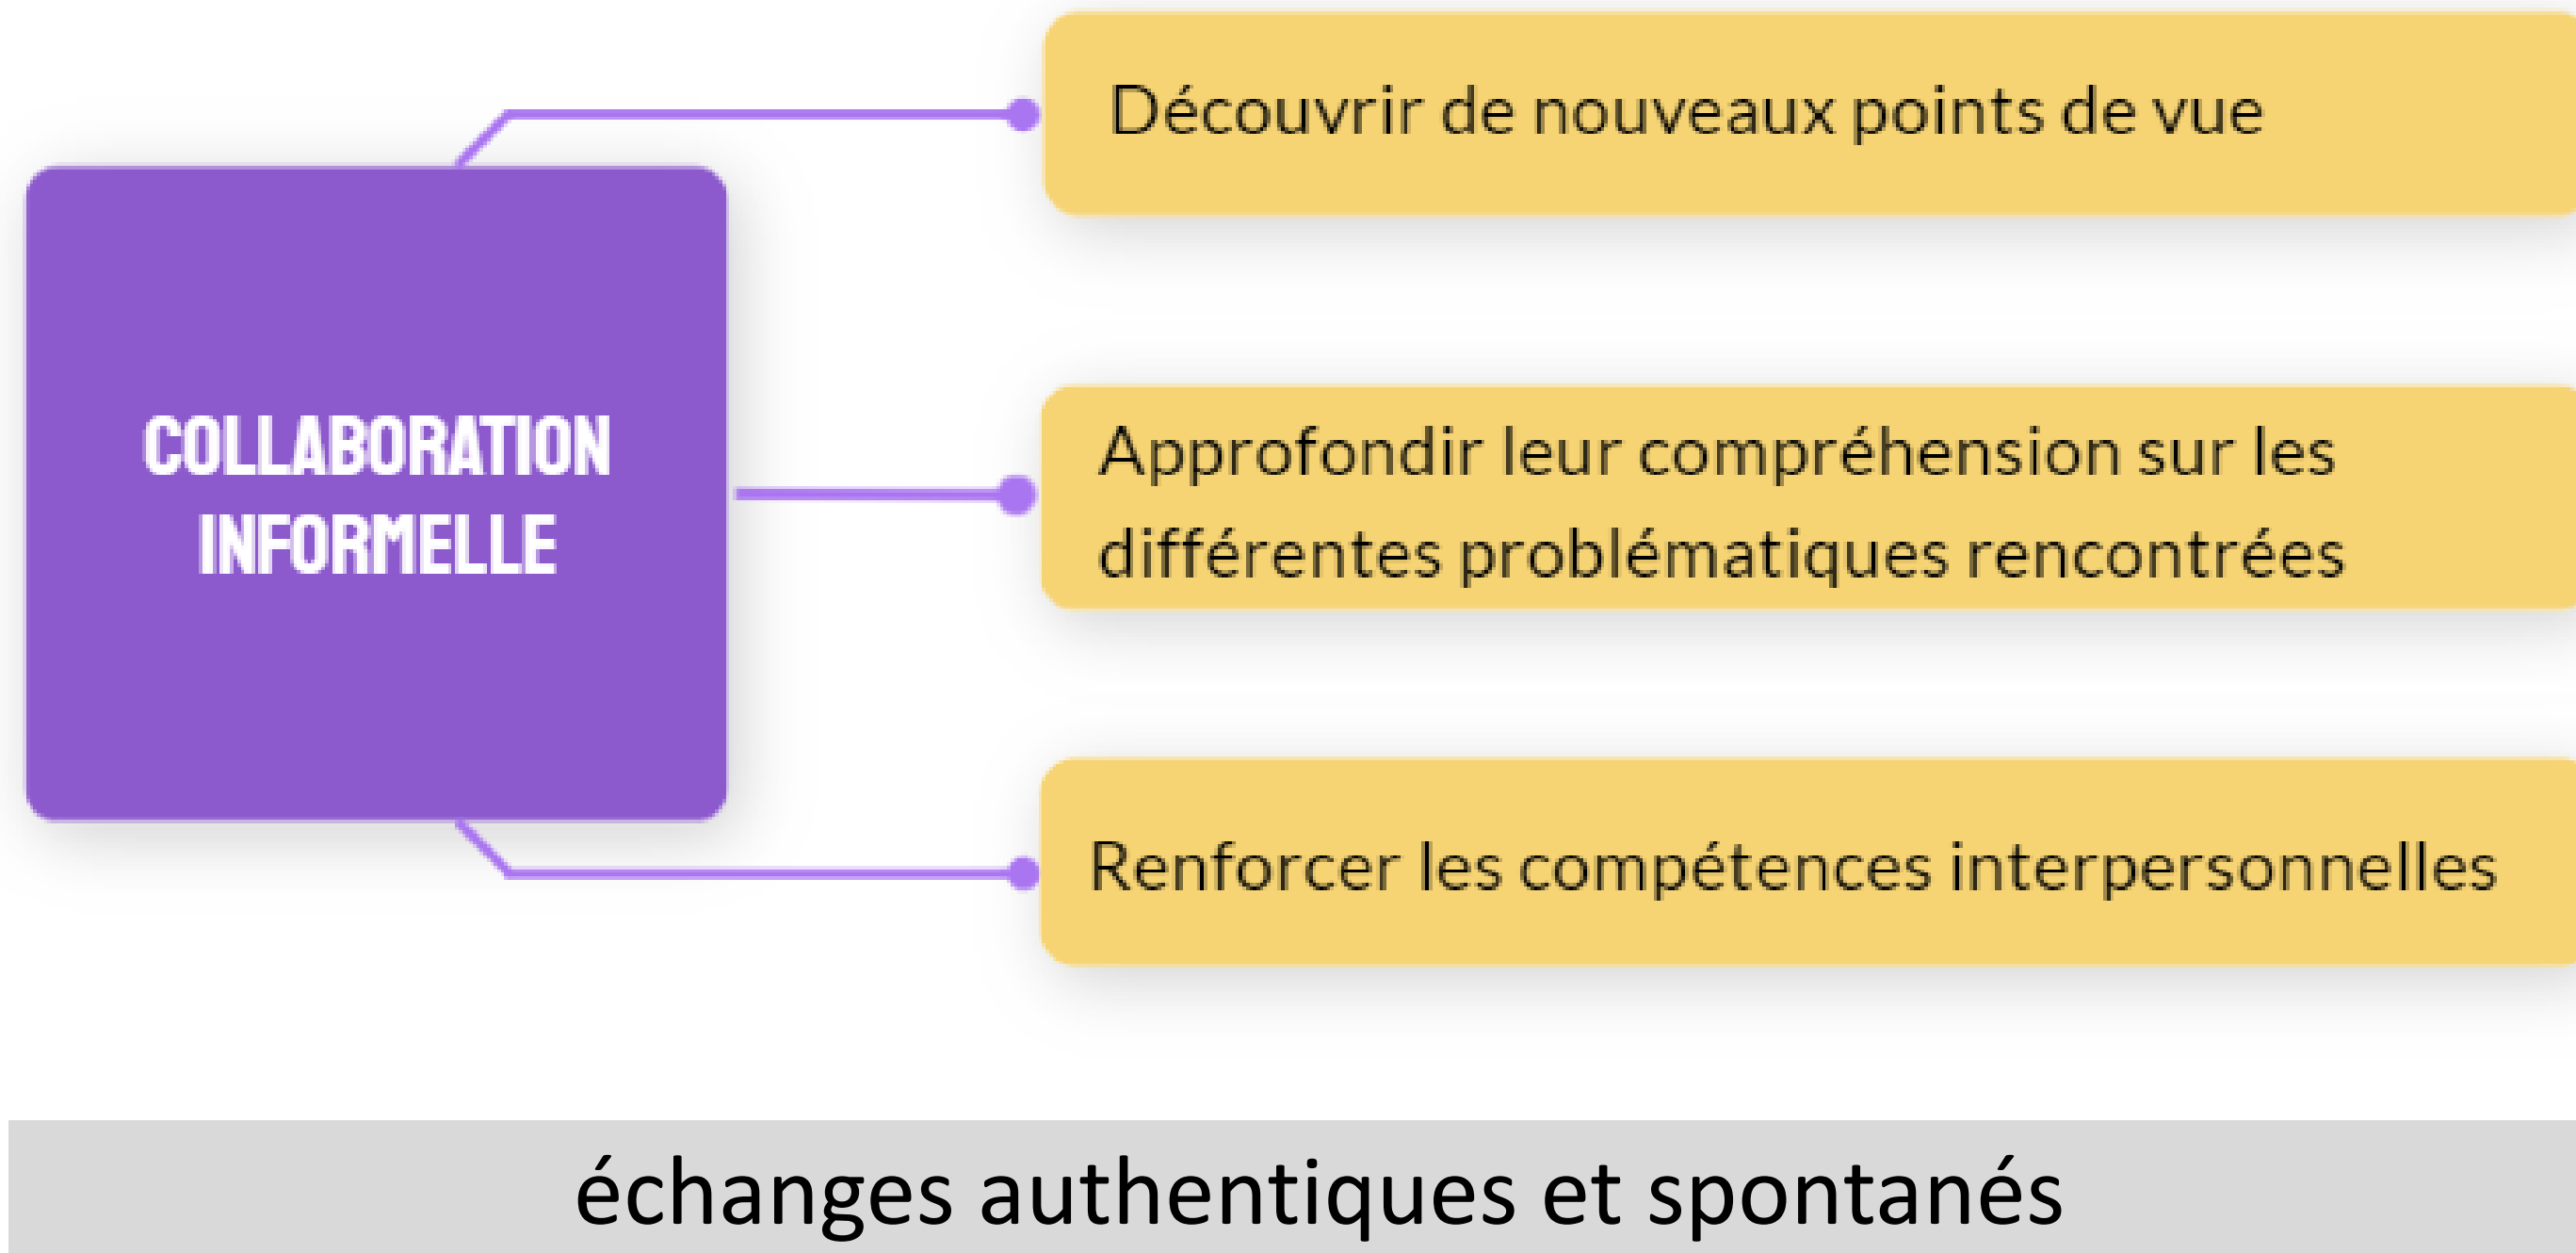 Découvrir de nouveaux points de vue
COLLABORATION
INFORMELLE
Approfondir leur compréhension sur les
différentes problématiques rencontrées
Renforcer les compétences interpersonnelles
échanges authentiques et spontanés